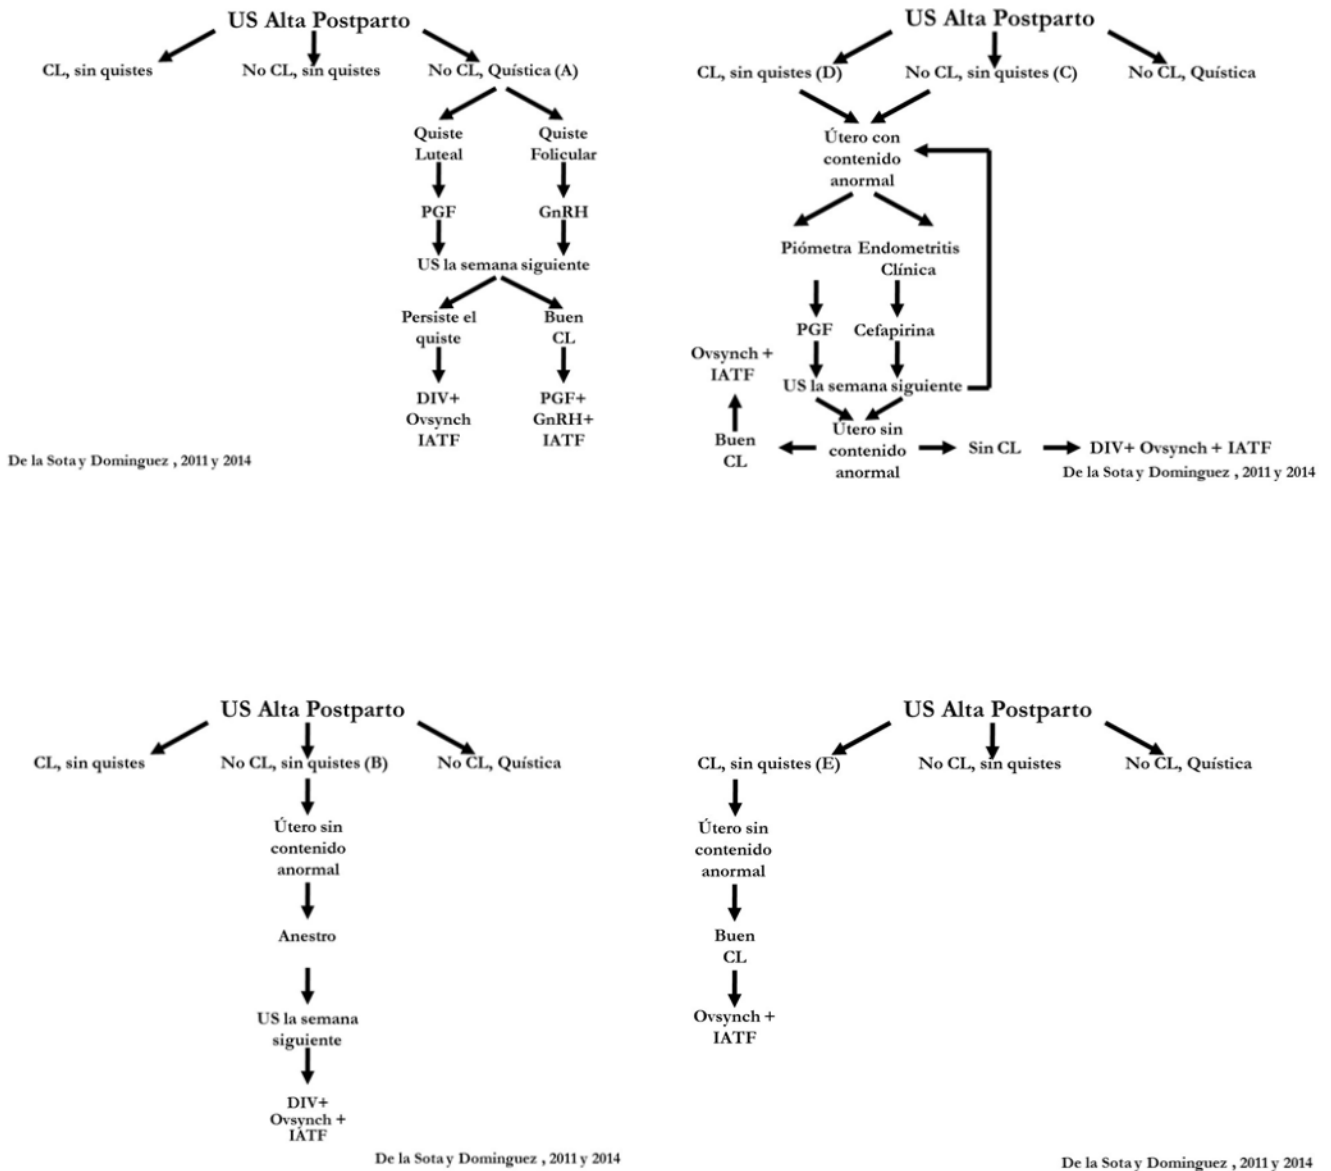 US Alta Postparto
CL, sin quistes
No CL, sin quistes
No CL, Quística (A)
Quiste
Luteal
Quiste
Folicular
PGF
GnRH
US la semana siguiente
Persiste el
quiste
Buen
CL
DIV+
Ovsynch
IATF
PGF+
GnRH+
IATF
De la Sota y Dominguez , 2011 y 2014
US Alta Postparto
CL, sin quistes (D)
No CL, sin quistes (C)
No CL, Quística
Útero con
contenido
anormal
Piómetra
Endometritis
Clínica
PGF
Cefapirina
US la semana siguiente
Útero sin
contenido
anormal
Buen
CL
Ovsynch +
IATF
Sin CL
DIV+ Ovsynch + IATF
De la Sota y Dominguez , 2011 y 2014
US Alta Postparto
CL, sin quistes
No CL, sin quistes (B)
No CL, Quística
Útero sin
contenido
anormal
Anestro
US la semana
siguiente
DIV+
Ovsynch +
IATF
De la Sota y Dominguez , 2011 y 2014
US Alta Postparto
CL, sin quistes (E)
No CL, sin quistes
No CL, Quística
Útero sin
contenido
anormal
Buen
CL
Ovsynch +
IATF
De la Sota y Dominguez , 2011 y 2014